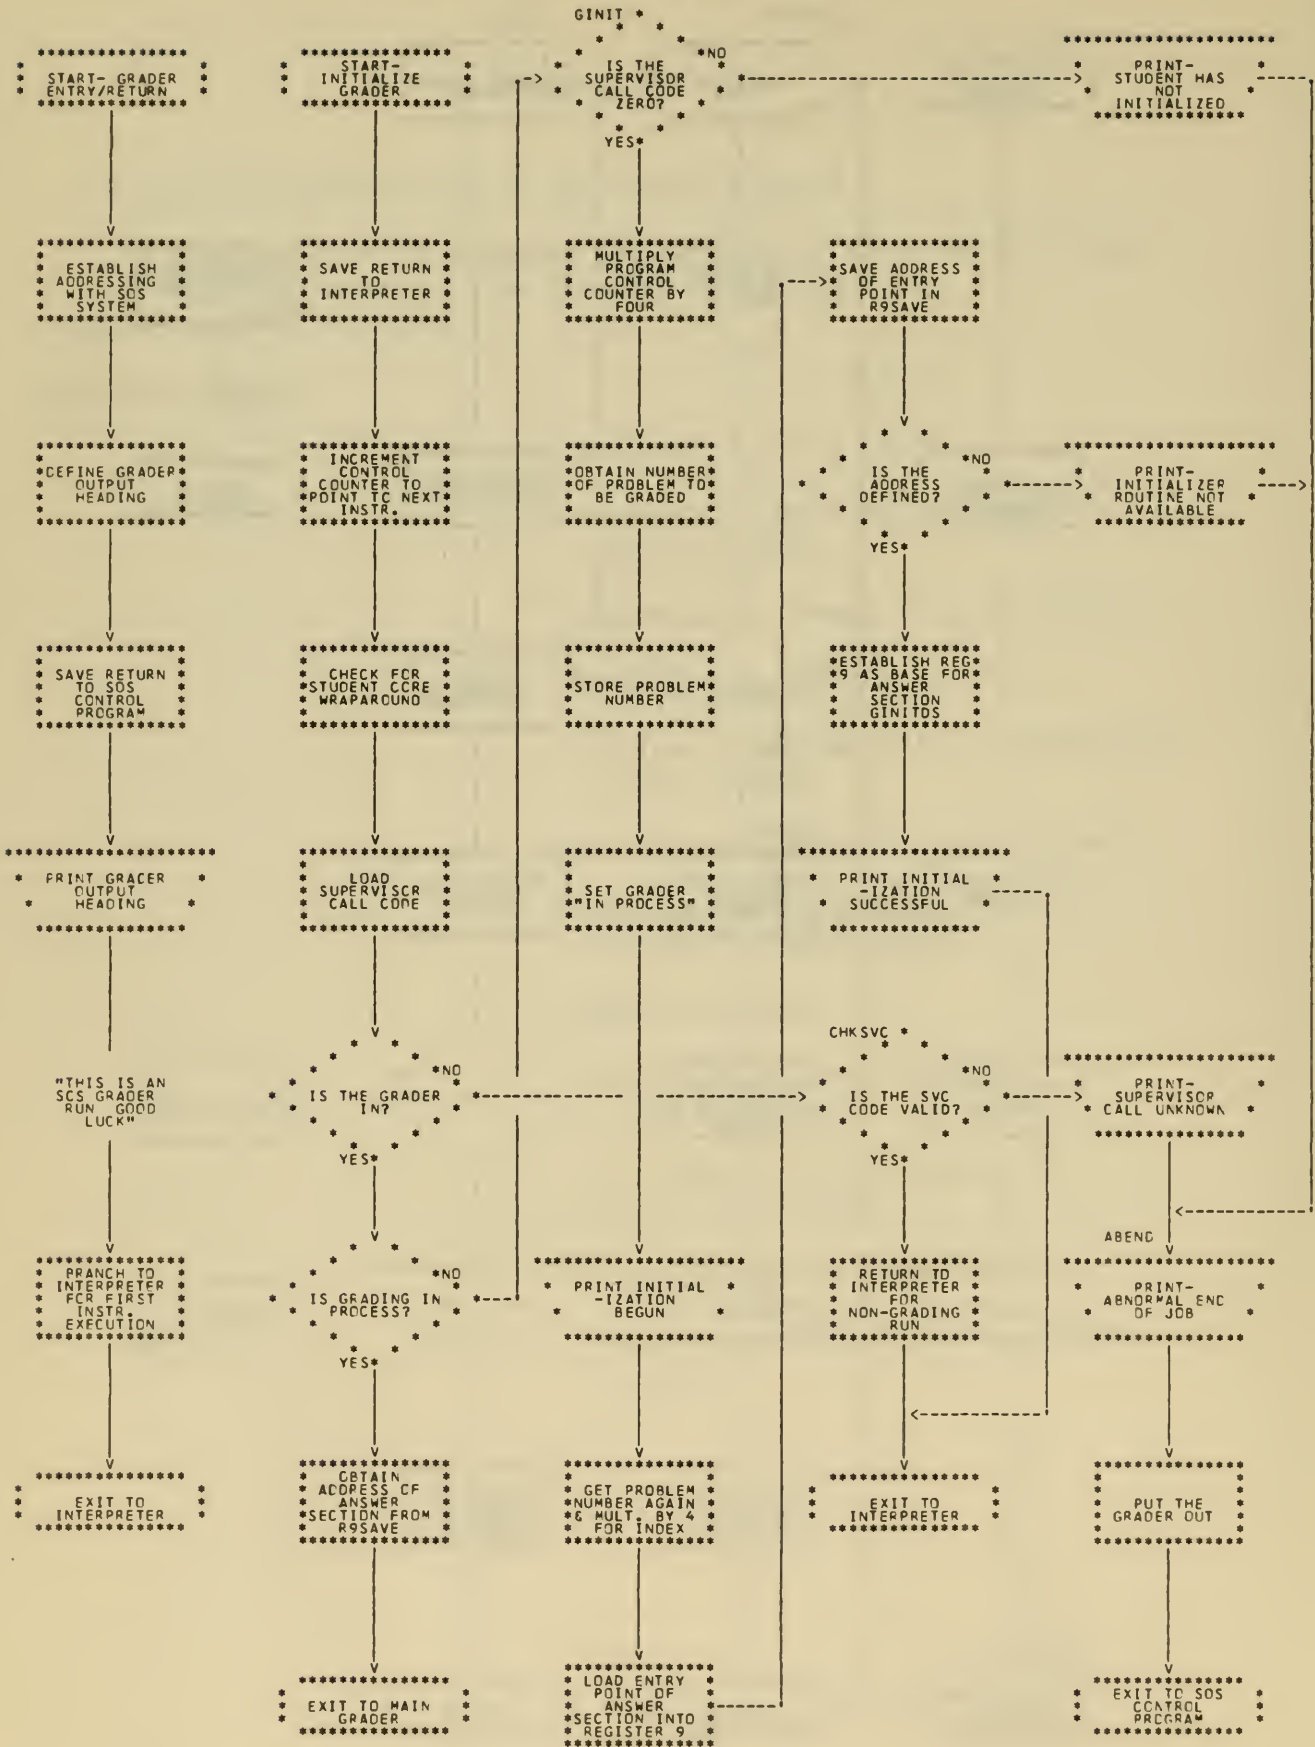 START- GRADER
ENTRY/RETURN
ESTABLISH
ADDRESSING
WITH SOS
SYSTEM
DEFINE GRADER
OUTPUT
HEADING
SAVE RETURN
TO SOS
CONTROL
PROGRAM
PRINT GRACER
OUTPUT
HEADING
"THIS IS AN
SCS GRADER
RUN GOOD
LUCK"
PRANCH TO
INTERPRETER
FCR FIRST
INSTR.
EXECUTION
EXIT TO
INTERPRETER
START-
INITIALIZE
GRADER
SAVE RETURN
TO
INTERPRETER
INCREMENT
CONTROL
COUNTER TO
POINT TC NEXT
INSTR.
CHECK FCR
STUDENT CCRE
WRAPAROUND
LOAD
SUPERVISCR
CALL CODE
NO
IS THE GRADER
IN?
YES
NO
IS GRADING IN
PROCESS?
YES
CBTAIN
ADDRESS CF
ANSWER
SECTION FROM
R9SAVE
EXIT TO MAIN
GRADER
GINIT
NO
IS THE
SUPERVISOR
CALL CODE
ZERO?
YES
MULTIPLY
PROGRAM
CONTROL
COUNTER BY
FOUR
OBTAIN NUMBER
OF PROBLEM TO
BE GRADED
STORE PROBLEM
NUMBER
SET GRADER
"IN PROCESS"
PRINT INITIAL
-IZATION
BEGUN
GET PROBLEM
NUMBER AGAIN
& MULT. BY 4
FOR INDEX
LOAD ENTRY
POINT OF
ANSWER
SECTION INTO
REGISTER 9
SAVE ADDRESS
OF ENTRY
POINT IN
R9SAVE
NO
IS THE
ADDRESS
DEFINED?
YES
ESTABLISH REG
9 AS BASE FOR
ANSWER
SECTION
GINITDS
PRINT INITIAL
-IZATION
SUCCESSFUL
CHKSVC
NO
IS THE SVC
CODE VALID?
YES
RETURN TO
INTERPRETER
FOR
NON-GRADING
RUN
EXIT TO
INTERPRETER
PRINT-
STUDENT HAS
NOT
INITIALIZED
PRINT-
INITIALIZER
ROUTINE NOT
AVAILABLE
PRINT-
SUPERVISOR
CALL UNKNOWN
ABEND
PRINT-
ABNORMAL END
OF JOB
PUT THE
GRADER OUT
EXIT TO SOS
CONTROL
PRCGRAM